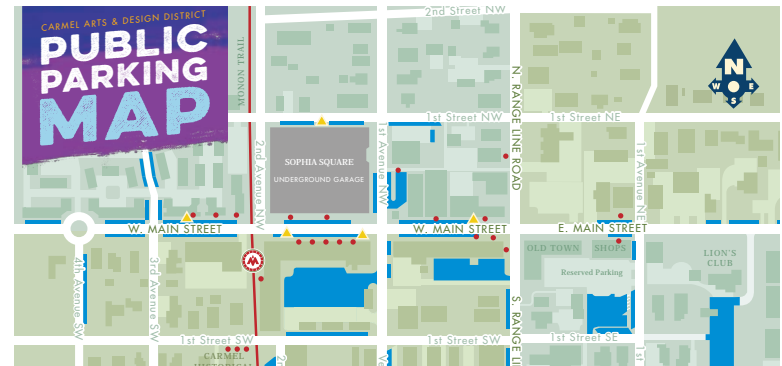 CARMEL ARTS & DESIGN DISTRICT
PUBLIC
PARKING
MAP
2nd Street NW
MONON TRAIL
N
W E
S
1st Street NW
1st Street NE
N. RANGE LINE ROAD
2nd Avenue NW
SOPHIA SQUARE
UNDERGROUND GARAGE
1st Avenue NW
1st Avenue NE
W. MAIN STREET
W. MAIN STREET
E. MAIN STREET
OLD TOWN SHOPS
LION'S
CLUB
Reserved Parking
4th Avenue SW
3rd Avenue SW
S. RANGE LI
1st Street SW
1st Street SW
1st Street SE
CARMEL
HISTORICAL
1st